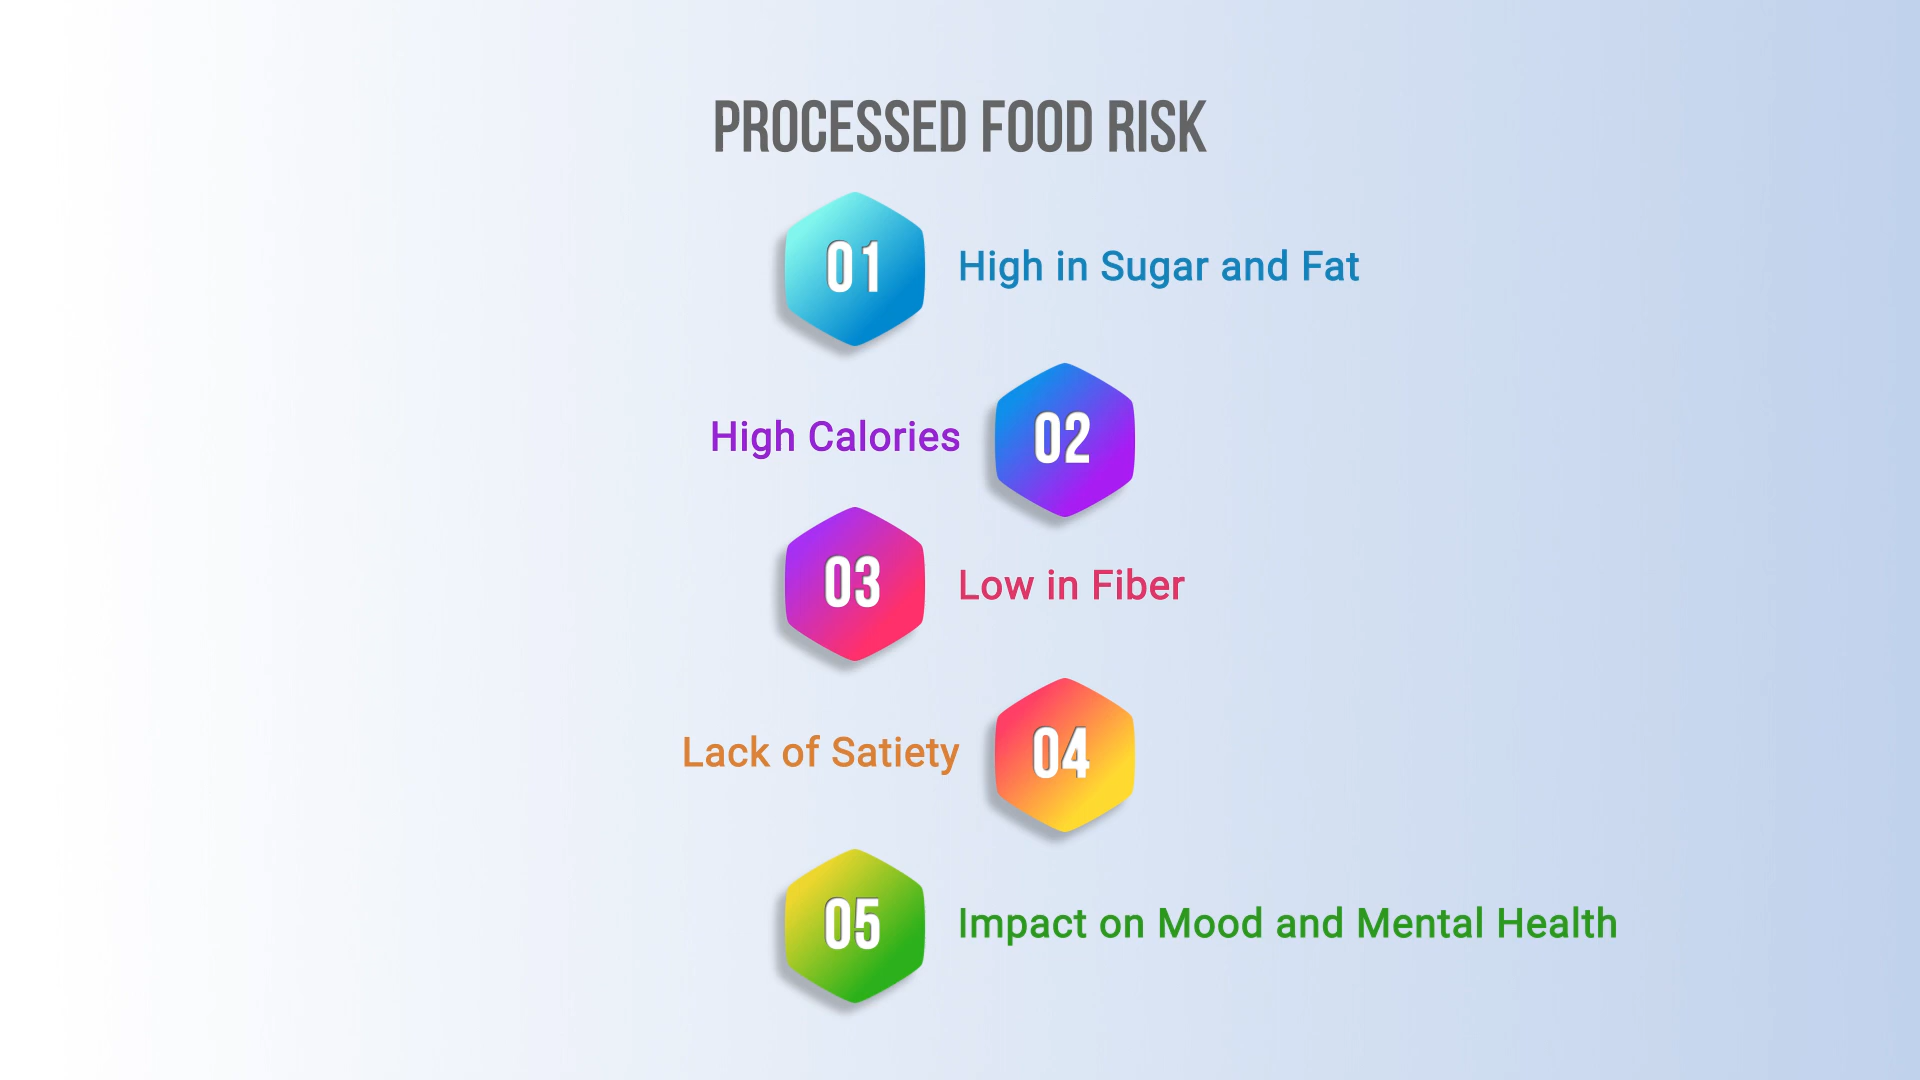 PROCESSED FOOD RISK
01 High in Sugar and Fat
High Calories 02
03 Low in Fiber
Lack of Satiety 04
05 Impact on Mood and Mental Health